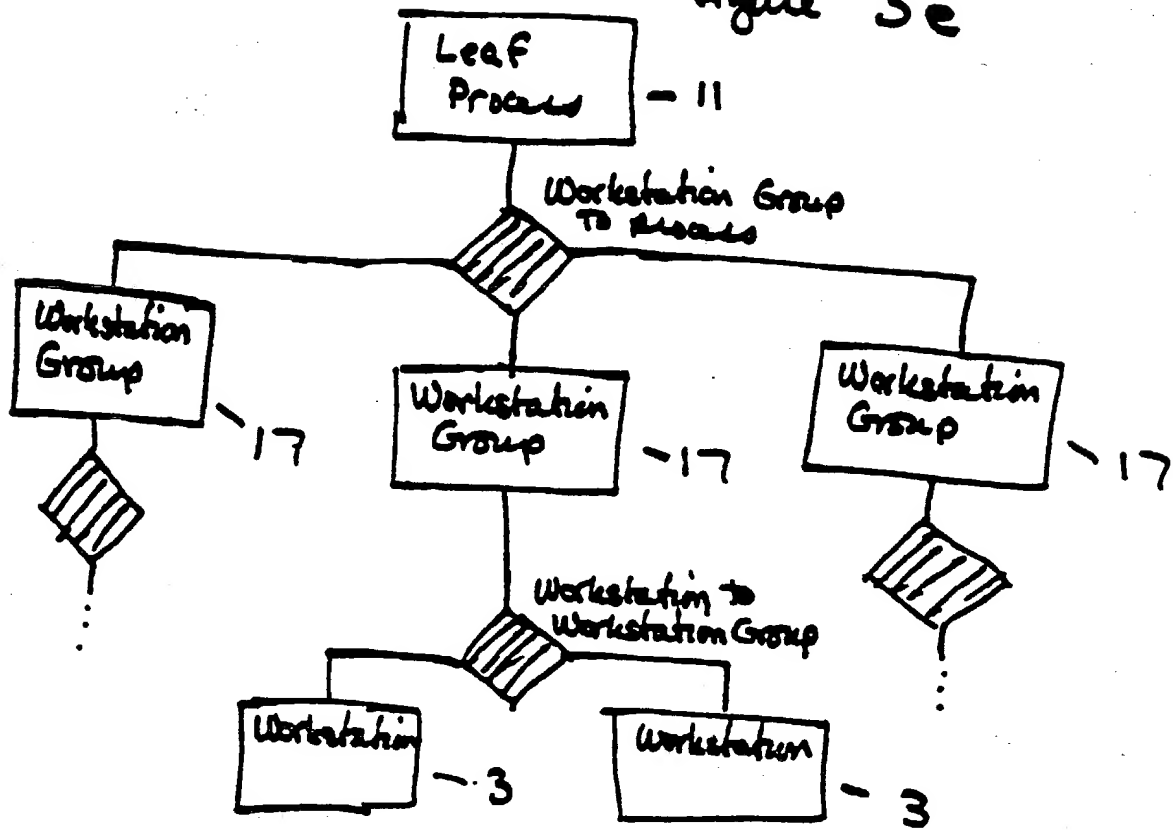 Figure 3e
Leaf
Process
11
Workstation Group
To Process
Workstation
Group
17
Workstation
Group
17
Workstation
Group
17
Workstation to
Workstation Group
Workstation
3
Workstation
3